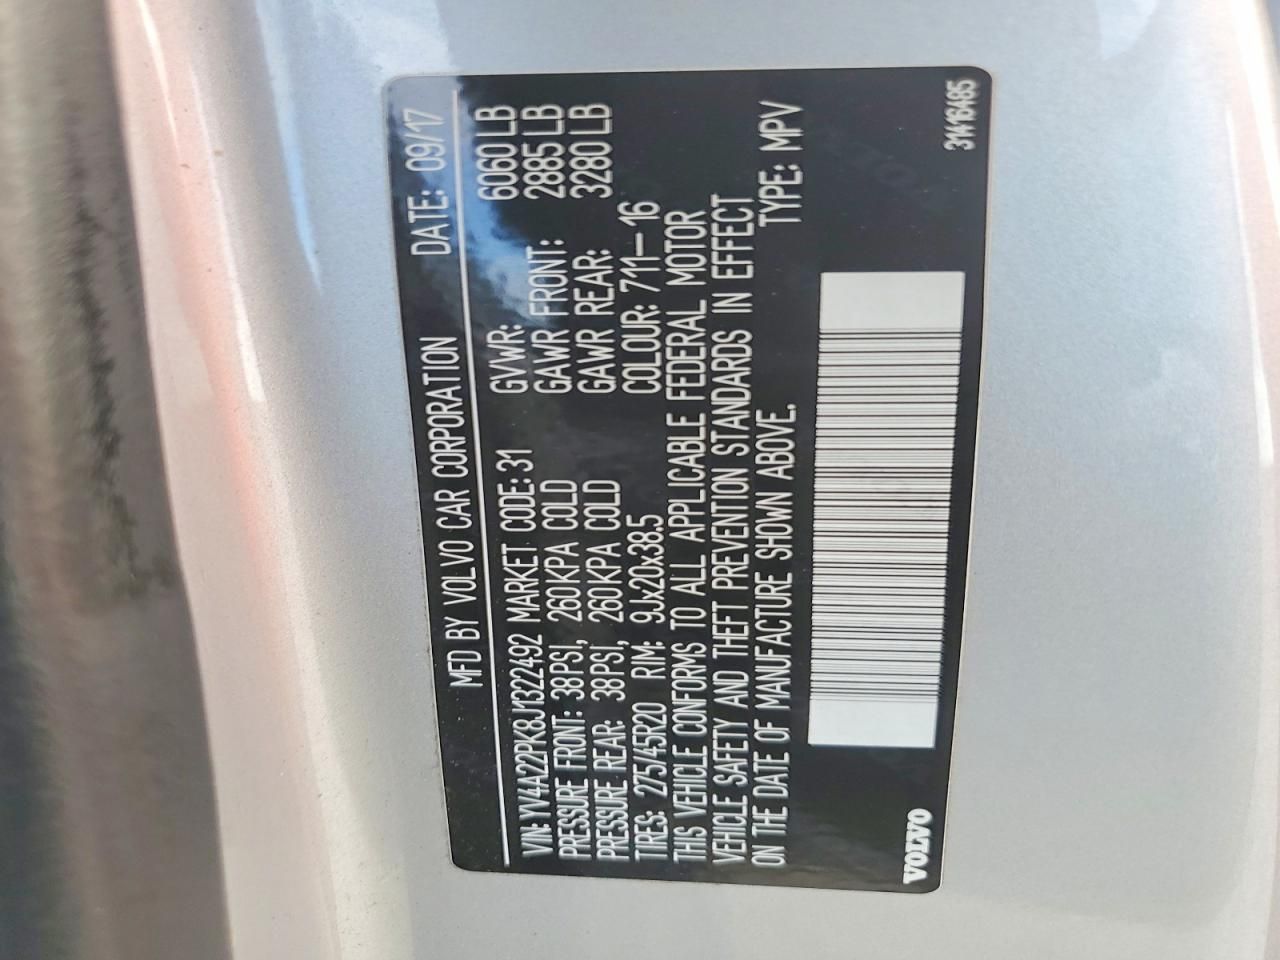 MFD BY VOLVO CAR CORPORATION DATE: 09/17
VIN: YV4A22PK8J1322492 MARKET CODE: 31 GVWR: 6060 LB
PRESSURE FRONT: 38PSI, 260KPA COLD GAWR FRONT: 2885 LB
PRESSURE REAR: 38PSI, 260KPA COLD GAWR REAR: 3280 LB
TIRES: 275/45R20 RIM: 9Jx20x38.5 COLOUR: 711-16
THIS VEHICLE CONFORMS TO ALL APPLICABLE FEDERAL MOTOR
VEHICLE SAFETY AND THEFT PREVENTION STANDARDS IN EFFECT
ON THE DATE OF MANUFACTURE SHOWN ABOVE. TYPE: MPV
VOLVO 31416485